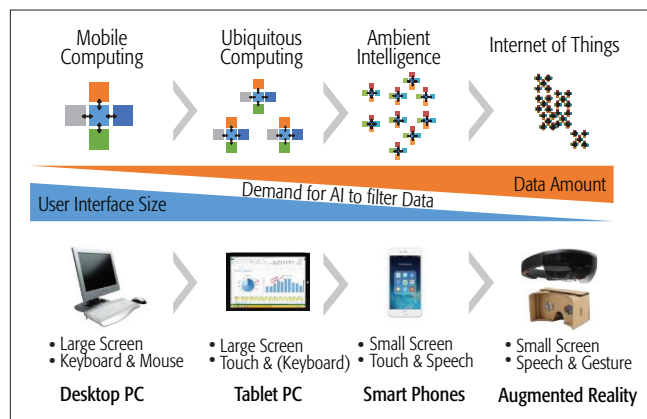 Mobile Computing
Ubiquitous Computing
Ambient Intelligence
Internet of Things
Data Amount
Demand for AI to filter Data
User Interface Size
• Large Screen
• Keyboard & Mouse
Desktop PC
• Large Screen
• Touch & (Keyboard)
Tablet PC
• Small Screen
• Touch & Speech
Smart Phones
• Small Screen
• Speech & Gesture
Augmented Reality